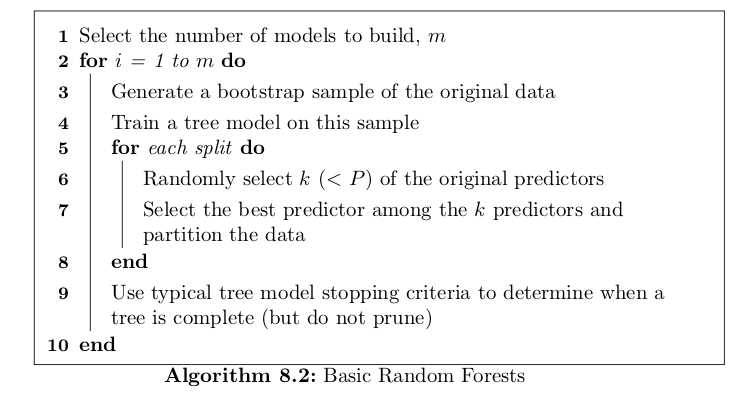 1 Select the number of models to build, m
2 for i = 1 to m do
3 Generate a bootstrap sample of the original data
4 Train a tree model on this sample
5 for each split do
6 Randomly select k (< P) of the original predictors
7 Select the best predictor among the k predictors and
partition the data
8 end
9 Use typical tree model stopping criteria to determine when a
tree is complete (but do not prune)
10 end
Algorithm 8.2: Basic Random Forests